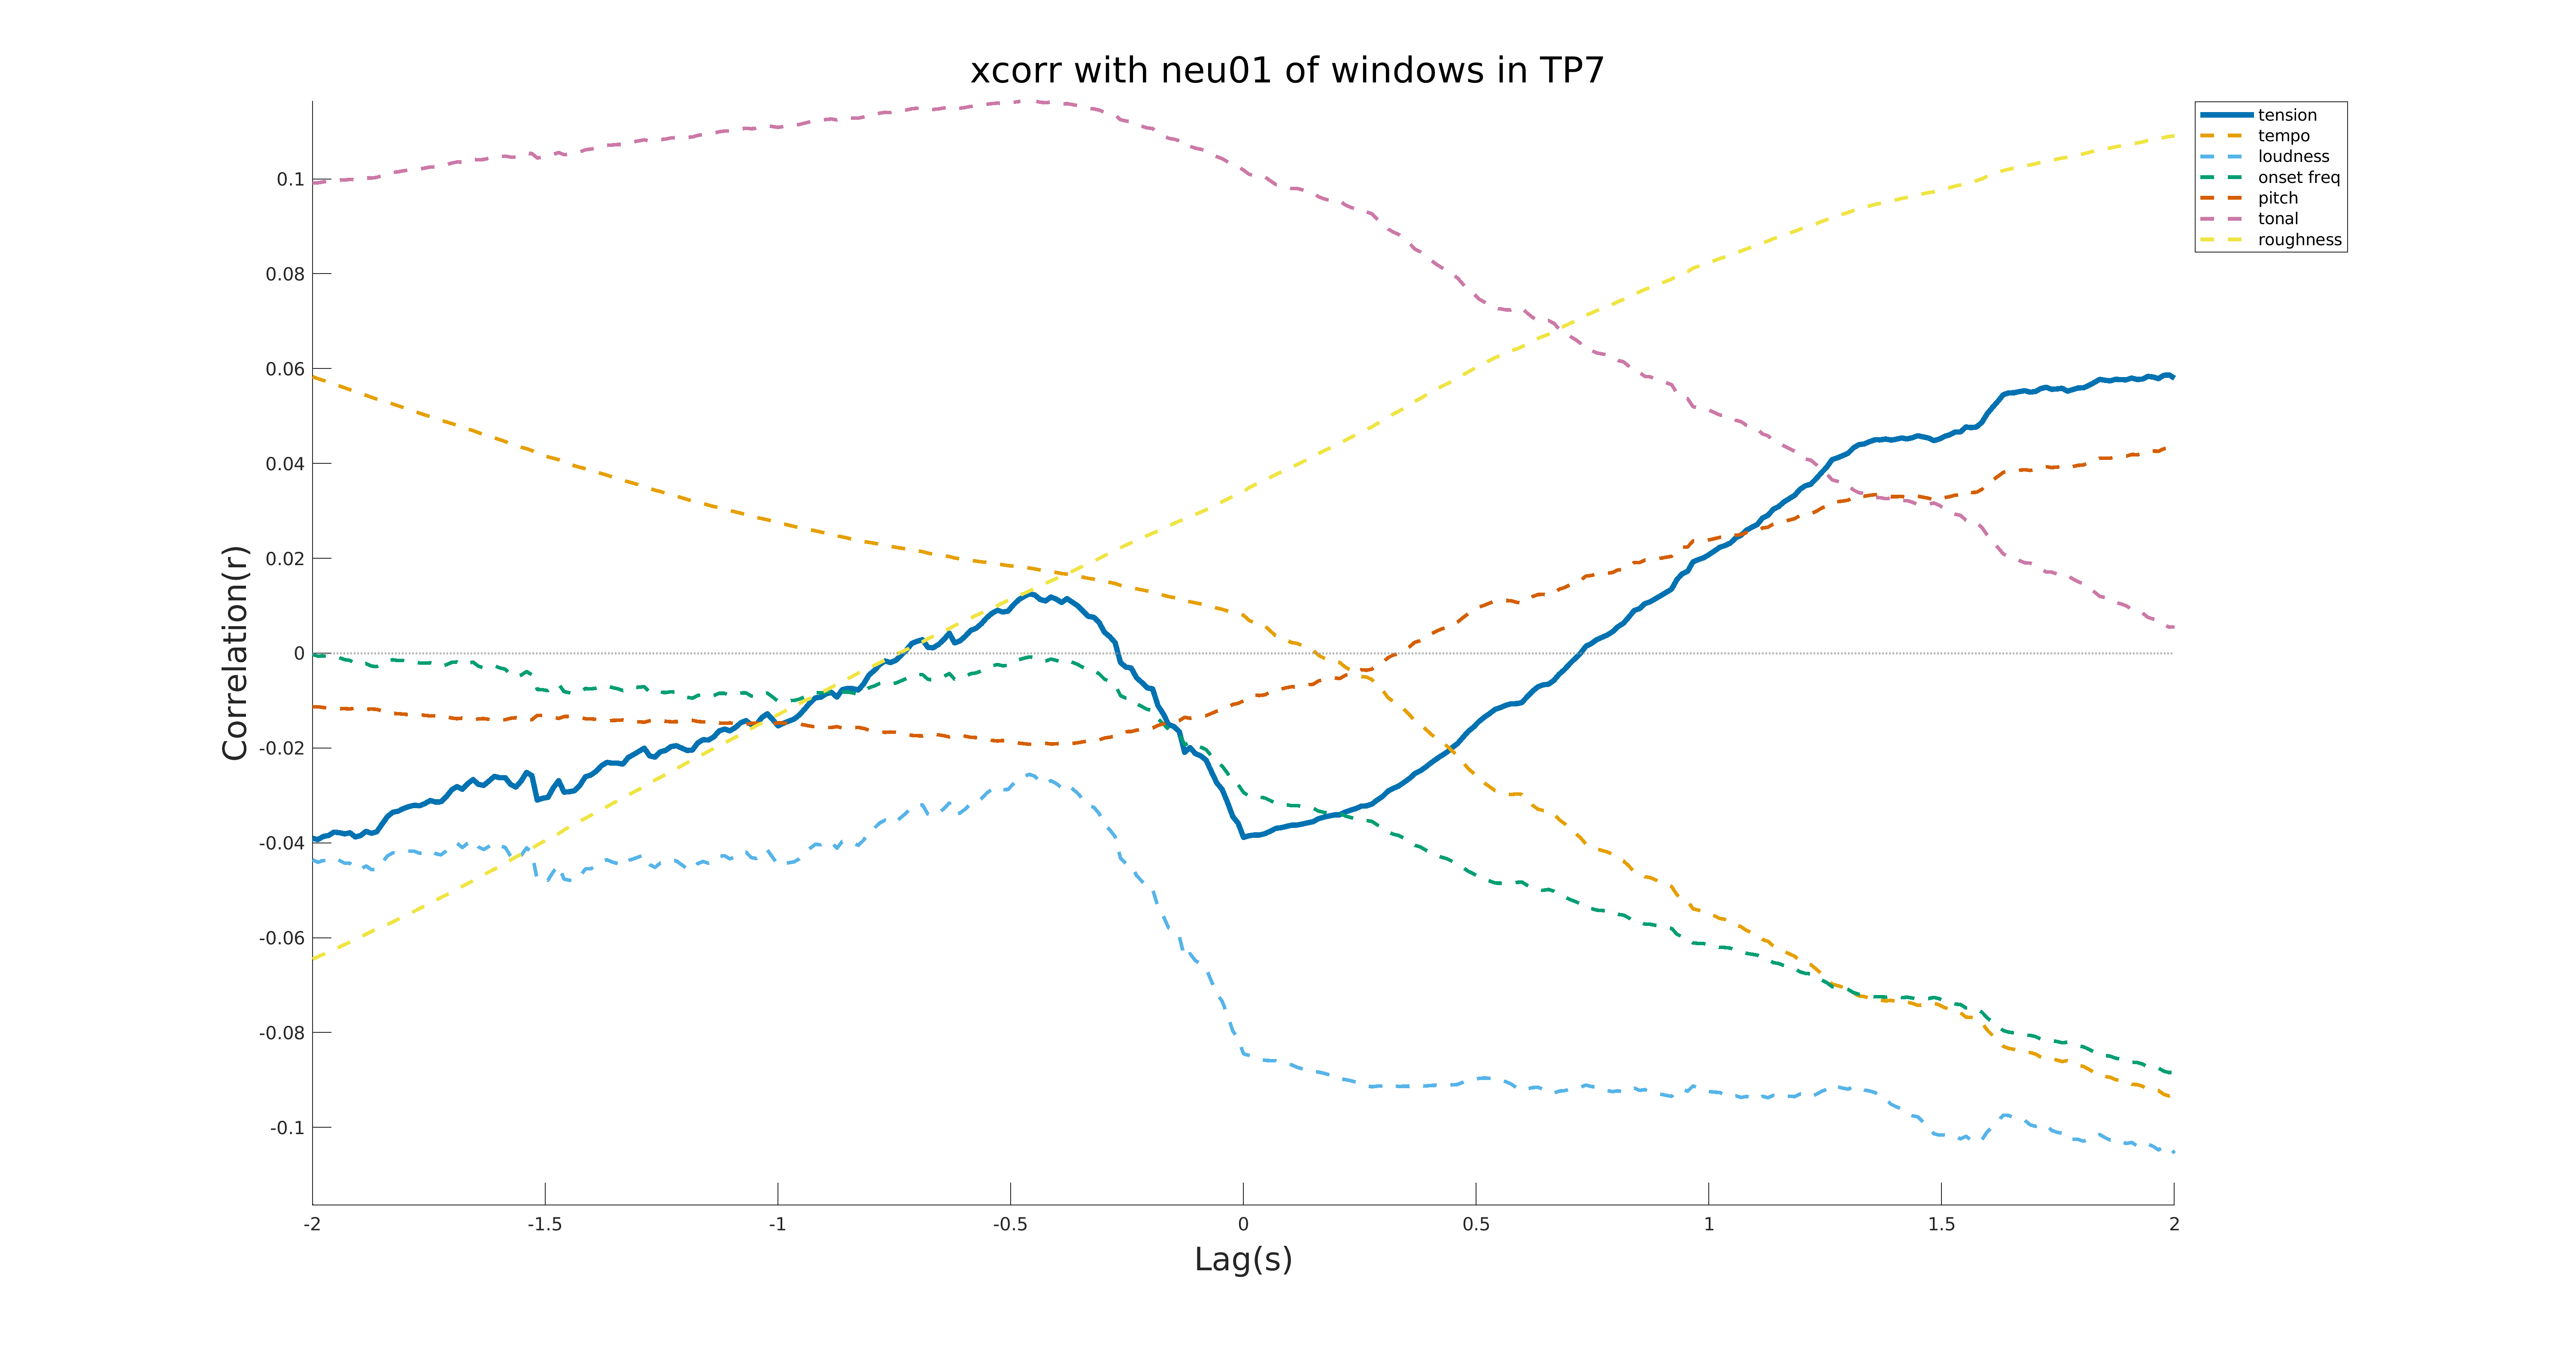 xcorr with neu01 of windows in TP7
tension
tempo
loudness
onset freq
pitch
tonal
roughness
Correlation(r)
0.1
0.08
0.06
0.04
0.02
0
-0.02
-0.04
-0.06
-0.08
-0.1
-2 -1.5 -1 -0.5 0 0.5 1 1.5 2
Lag(s)